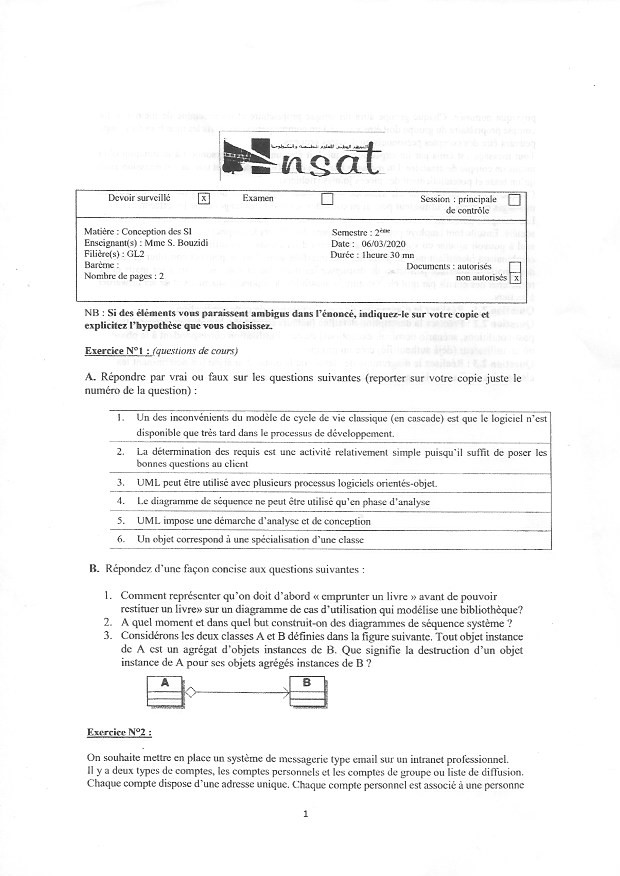 nsat
Devoir surveillé x Examen Session : principale
de contrôle
Matière : Conception des SI Semestre : 2ème
Enseignant(s) : Mme S. Bouzidi Date : 06/03/2020
Filière(s) : GL2 Durée : 1heure 30 mn
Barème : Documents : autorisés
Nombre de pages : 2 non autorisés x
NB : Si des éléments vous paraissent ambigus dans l'énoncé, indiquez-le sur votre copie et
explicitez l'hypothèse que vous choisissez.
Exercice N°1 : (questions de cours)
A. Répondre par vrai ou faux sur les questions suivantes (reporter sur votre copie juste le
numéro de la question) :
1. Un des inconvénients du modèle de cycle de vie classique (en cascade) est que le logiciel n'est
disponible que très tard dans le processus de développement.
2. La détermination des requis est une activité relativement simple puisqu'il suffit de poser les
bonnes questions au client
3. UML peut être utilisé avec plusieurs processus logiciels orientés-objet.
4. Le diagramme de séquence ne peut être utilisé qu'en phase d'analyse
5. UML impose une démarche d'analyse et de conception
6. Un objet correspond à une spécialisation d'une classe
B. Répondez d'une façon concise aux questions suivantes :
1. Comment représenter qu'on doit d'abord « emprunter un livre » avant de pouvoir
restituer un livre» sur un diagramme de cas d'utilisation qui modélise une bibliothèque?
2. A quel moment et dans quel but construit-on des diagrammes de séquence système ?
3. Considérons les deux classes A et B définies dans la figure suivante. Tout objet instance
de A est un agrégat d'objets instances de B. Que signifie la destruction d'un objet
instance de A pour ses objets agrégés instances de B ?
A B
Exercice N°2 :
On souhaite mettre en place un système de messagerie type email sur un intranet professionnel.
Il y a deux types de comptes, les comptes personnels et les comptes de groupe ou liste de diffusion.
Chaque compte dispose d'une adresse unique. Chaque compte personnel est associé à une personne
1